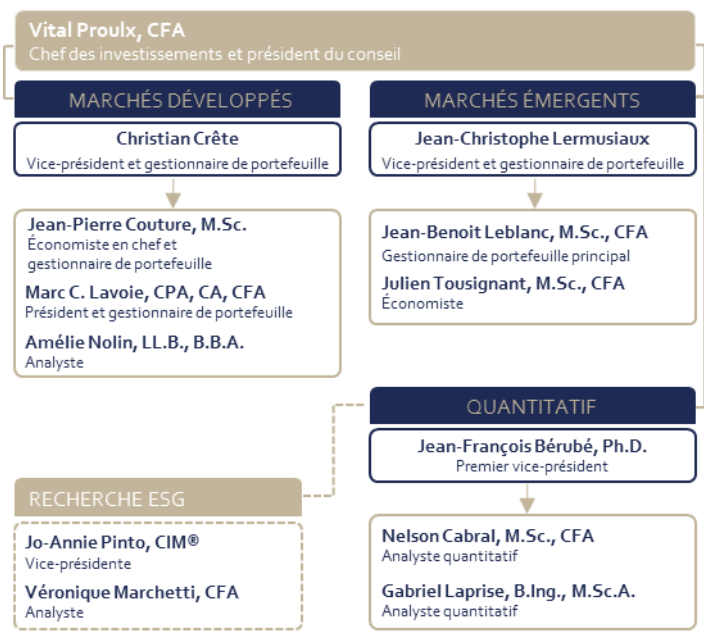 Vital Proulx, CFA
Chef des investissements et président du conseil
MARCHÉS DÉVELOPPÉS
Christian Crête
Vice-président et gestionnaire de portefeuille
Jean-Pierre Couture, M.Sc.
Économiste en chef et
gestionnaire de portefeuille
Marc C. Lavoie, CPA, CA, CFA
Président et gestionnaire de portefeuille
Amélie Nolin, LL.B., B.B.A.
Analyste
MARCHÉS ÉMERGENTS
Jean-Christophe Lermusiaux
Vice-président et gestionnaire de portefeuille
Jean-Benoit Leblanc, M.Sc., CFA
Gestionnaire de portefeuille principal
Julien Tousignant, M.Sc., CFA
Économiste
QUANTITATIF
Jean-François Bérubé, Ph.D.
Premier vice-président
Nelson Cabral, M.Sc., CFA
Analyste quantitatif
Gabriel Laprise, B.Ing., M.Sc.A.
Analyste quantitatif
RECHERCHE ESG
Jo-Annie Pinto, CIM®
Vice-présidente
Véronique Marchetti, CFA
Analyste